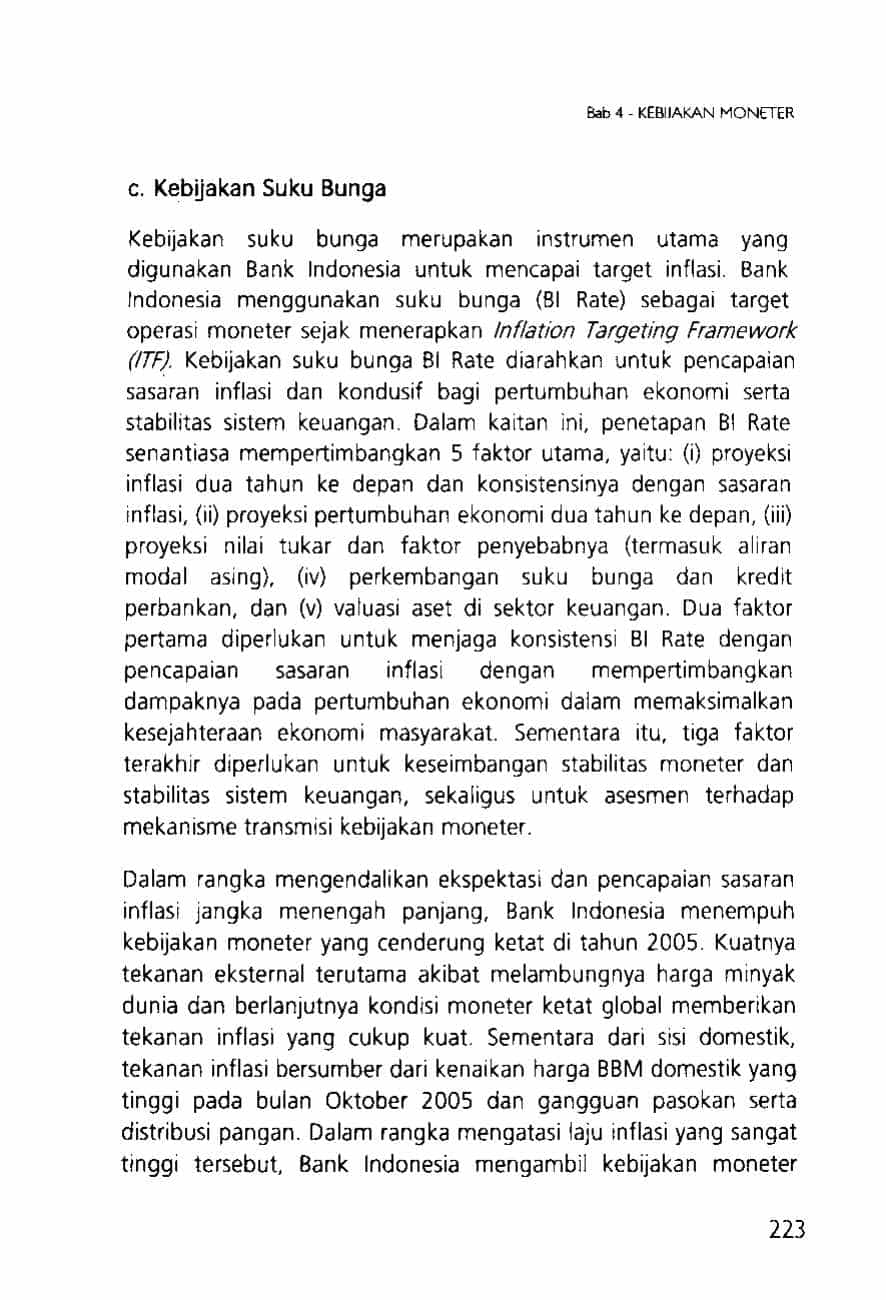 Bab 4 - KEBIJAKAN MONETER
c. Kebijakan Suku Bunga
Kebijakan suku bunga merupakan instrumen utama yang
digunakan Bank Indonesia untuk mencapai target inflasi. Bank
Indonesia menggunakan suku bunga (BI Rate) sebagai target
operasi moneter sejak menerapkan Inflation Targeting Framework
(ITF). Kebijakan suku bunga BI Rate diarahkan untuk pencapaian
sasaran inflasi dan kondusif bagi pertumbuhan ekonomi serta
stabilitas sistem keuangan. Dalam kaitan ini, penetapan BI Rate
senantiasa mempertimbangkan 5 faktor utama, yaitu: (i) proyeksi
inflasi dua tahun ke depan dan konsistensinya dengan sasaran
inflasi, (ii) proyeksi pertumbuhan ekonomi dua tahun ke depan, (iii)
proyeksi nilai tukar dan faktor penyebabnya (termasuk aliran
modal asing), (iv) perkembangan suku bunga dan kredit
perbankan, dan (v) valuasi aset di sektor keuangan. Dua faktor
pertama diperlukan untuk menjaga konsistensi BI Rate dengan
pencapaian sasaran inflasi dengan mempertimbangkan
dampaknya pada pertumbuhan ekonomi dalam memaksimalkan
kesejahteraan ekonomi masyarakat. Sementara itu, tiga faktor
terakhir diperlukan untuk keseimbangan stabilitas moneter dan
stabilitas sistem keuangan, sekaligus untuk asesmen terhadap
mekanisme transmisi kebijakan moneter.
Dalam rangka mengendalikan ekspektasi dan pencapaian sasaran
inflasi jangka menengah panjang, Bank Indonesia menempuh
kebijakan moneter yang cenderung ketat di tahun 2005. Kuatnya
tekanan eksternal terutama akibat melambungnya harga minyak
dunia dan berlanjutnya kondisi moneter ketat global memberikan
tekanan inflasi yang cukup kuat. Sementara dari sisi domestik,
tekanan inflasi bersumber dari kenaikan harga BBM domestik yang
tinggi pada bulan Oktober 2005 dan gangguan pasokan serta
distribusi pangan. Dalam rangka mengatasi laju inflasi yang sangat
tinggi tersebut, Bank Indonesia mengambil kebijakan moneter
223